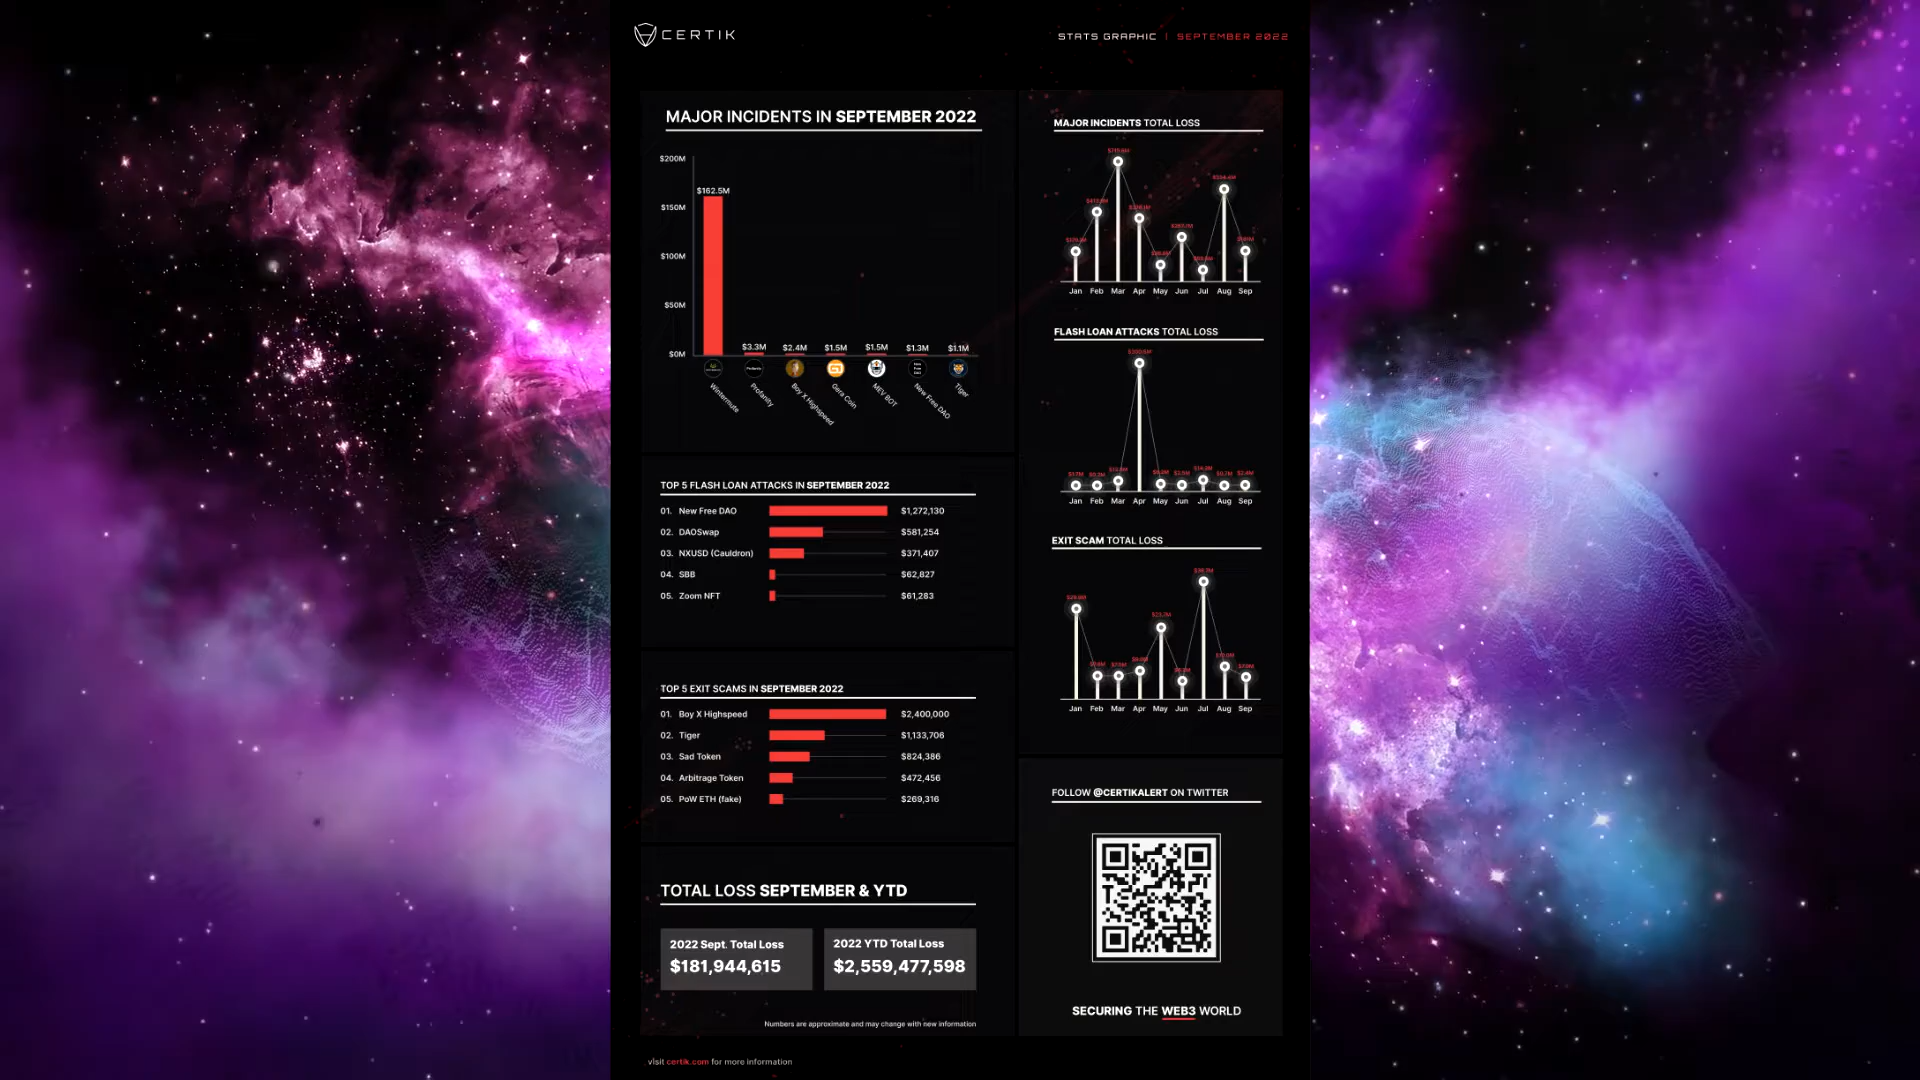 CERTIK
STATS GRAPHIC | SEPTEMBER 2022
MAJOR INCIDENTS IN SEPTEMBER 2022
$200M
$150M
$100M
$50M
$0M
$162.5M
$3.3M
$2.4M
$1.5M
$1.5M
$1.3M
$1.1M
Wintermute
Profanity
Boy X Highspeed
Gera Coin
MEV BOT
New Free DAO
Tiger
TOP 5 FLASH LOAN ATTACKS IN SEPTEMBER 2022
01. New Free DAO $1,272,130
02. DAOSwap $581,254
03. NXUSD (Cauldron) $371,407
04. SBB $62,827
05. Zoom NFT $61,283
TOP 5 EXIT SCAMS IN SEPTEMBER 2022
01. Boy X Highspeed $2,400,000
02. Tiger $1,133,706
03. Sad Token $824,386
04. Arbitrage Token $472,456
05. PoW ETH (fake) $269,316
TOTAL LOSS SEPTEMBER & YTD
2022 Sept. Total Loss
$181,944,615
2022 YTD Total Loss
$2,559,477,598
Numbers are approximate and may change with new information
visit certik.com for more information
MAJOR INCIDENTS TOTAL LOSS
Jan Feb Mar Apr May Jun Jul Aug Sep
FLASH LOAN ATTACKS TOTAL LOSS
Jan Feb Mar Apr May Jun Jul Aug Sep
EXIT SCAM TOTAL LOSS
Jan Feb Mar Apr May Jun Jul Aug Sep
FOLLOW @CERTIKALERT ON TWITTER
SECURING THE WEB3 WORLD